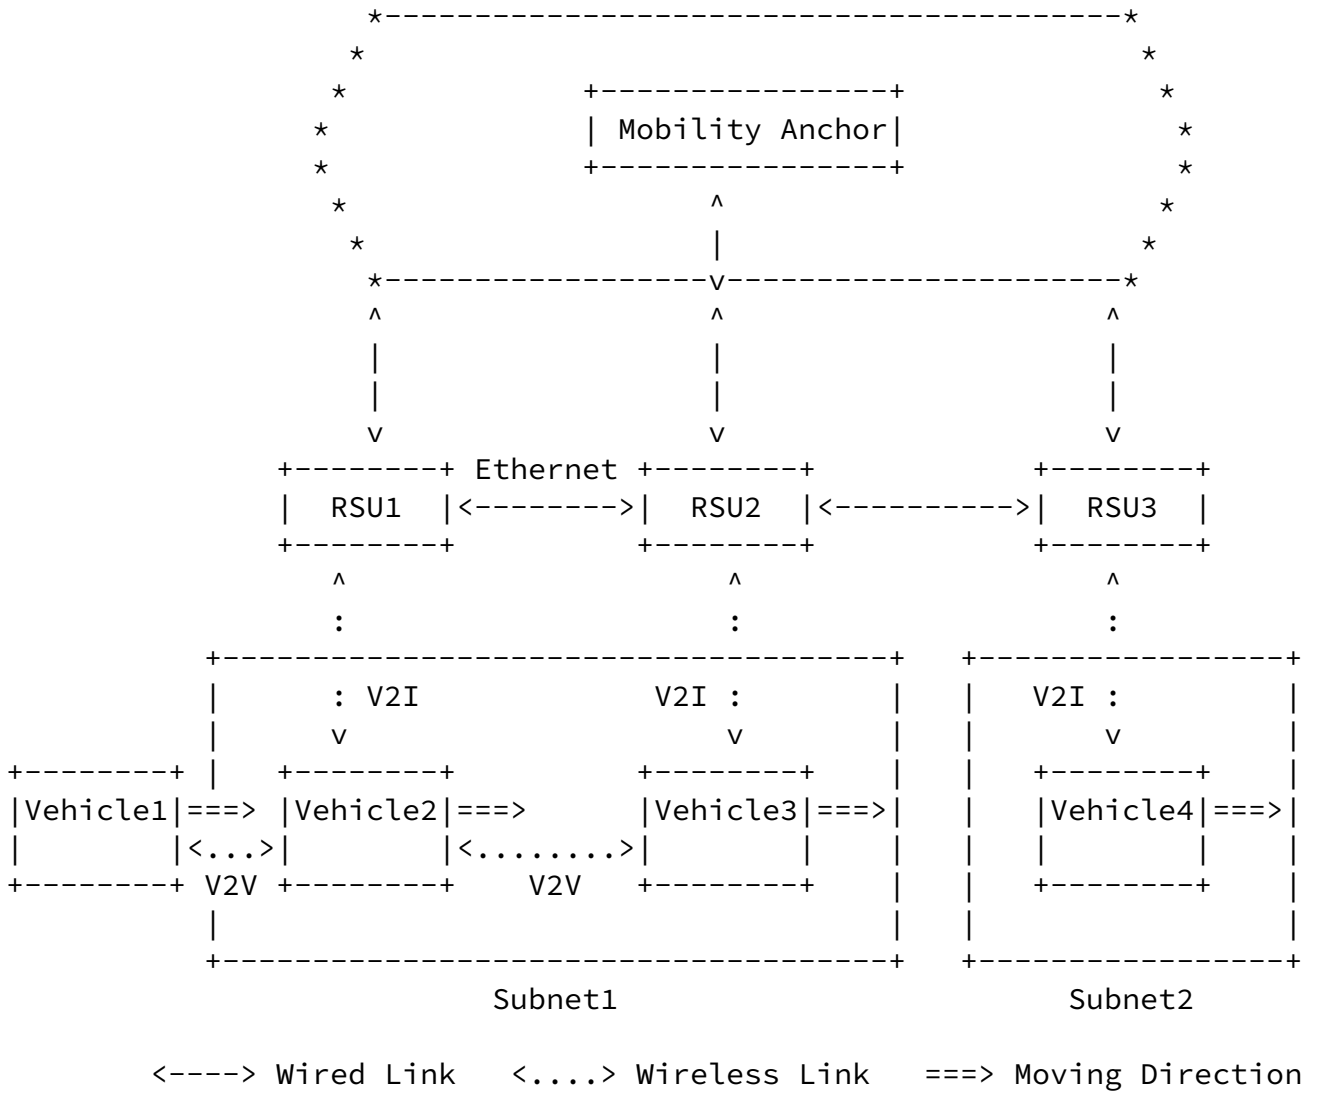 Mobility Anchor
Ethernet
RSU1 RSU2 RSU3
V2I V2I V2I
Vehicle1 ===> Vehicle2 ===> Vehicle3 ===> Vehicle4 ===>
<...> <........>
V2V V2V
Subnet1 Subnet2
<----> Wired Link <....> Wireless Link ===> Moving Direction